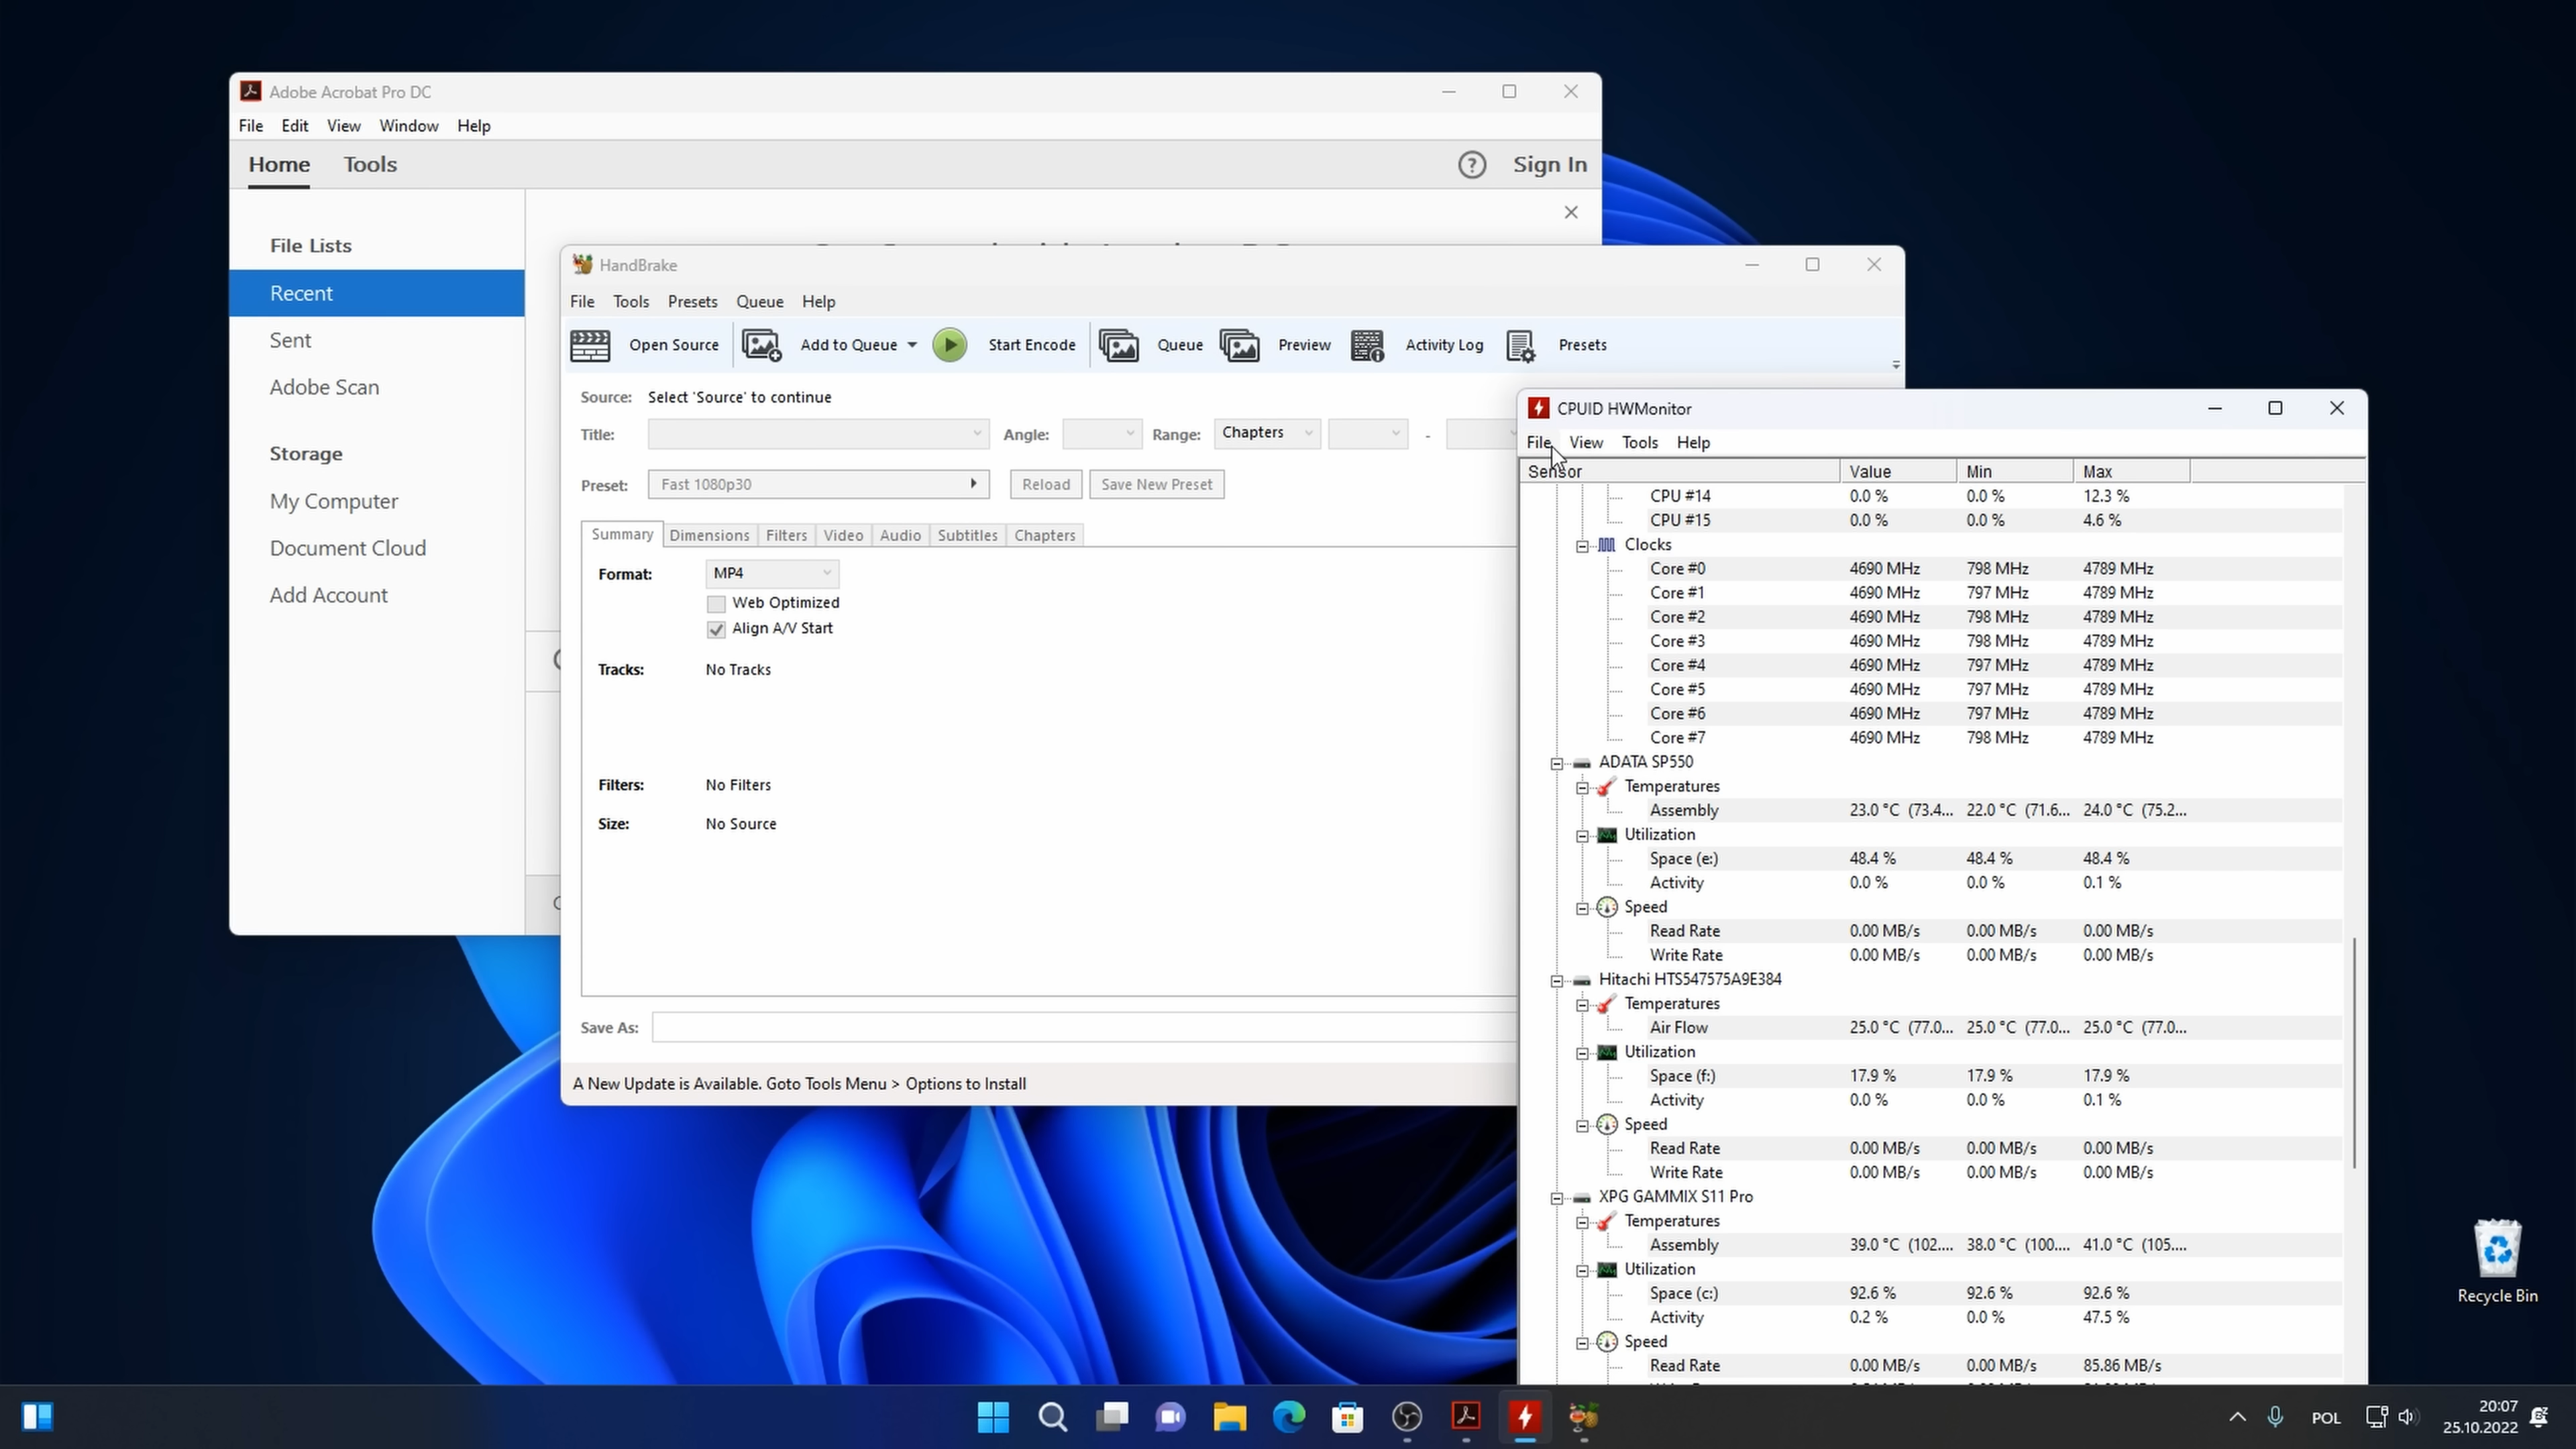 Adobe Acrobat Pro DC
File Edit View Window Help
Home Tools
Sign In
File Lists
Recent
Sent
Adobe Scan
Storage
My Computer
Document Cloud
Add Account
HandBrake
File Tools Presets Queue Help
Open Source Add to Queue Start Encode Queue Preview Activity Log Presets
Source: Select 'Source' to continue
Title: Angle: Range: Chapters -
Preset: Fast 1080p30 Reload Save New Preset
Summary Dimensions Filters Video Audio Subtitles Chapters
Format: MP4
Web Optimized
Align A/V Start
Tracks: No Tracks
Filters: No Filters
Size: No Source
Save As:
A New Update is Available. Goto Tools Menu > Options to Install
CPUID HWMonitor
File View Tools Help
Sensor Value Min Max
CPU #14 0.0 % 0.0 % 12.3 %
CPU #15 0.0 % 0.0 % 4.6 %
Clocks
Core #0 4690 MHz 798 MHz 4789 MHz
Core #1 4690 MHz 797 MHz 4789 MHz
Core #2 4690 MHz 798 MHz 4789 MHz
Core #3 4690 MHz 798 MHz 4789 MHz
Core #4 4690 MHz 797 MHz 4789 MHz
Core #5 4690 MHz 797 MHz 4789 MHz
Core #6 4690 MHz 797 MHz 4789 MHz
Core #7 4690 MHz 798 MHz 4789 MHz
ADATA SP550
Temperatures
Assembly 23.0 °C (73.4... 22.0 °C (71.6... 24.0 °C (75.2...
Utilization
Space (e:) 48.4 % 48.4 % 48.4 %
Activity 0.0 % 0.0 % 0.1 %
Speed
Read Rate 0.00 MB/s 0.00 MB/s 0.00 MB/s
Write Rate 0.00 MB/s 0.00 MB/s 0.00 MB/s
Hitachi HTS547575A9E384
Temperatures
Air Flow 25.0 °C (77.0... 25.0 °C (77.0... 25.0 °C (77.0...
Utilization
Space (f:) 17.9 % 17.9 % 17.9 %
Activity 0.0 % 0.0 % 0.1 %
Speed
Read Rate 0.00 MB/s 0.00 MB/s 0.00 MB/s
Write Rate 0.00 MB/s 0.00 MB/s 0.00 MB/s
XPG GAMMIX S11 Pro
Temperatures
Assembly 39.0 °C (102.... 38.0 °C (100.... 41.0 °C (105....
Utilization
Space (c:) 92.6 % 92.6 % 92.6 %
Activity 0.2 % 0.0 % 47.5 %
Speed
Read Rate 0.00 MB/s 0.00 MB/s 85.86 MB/s
Recycle Bin
POL
20:07
25.10.2022